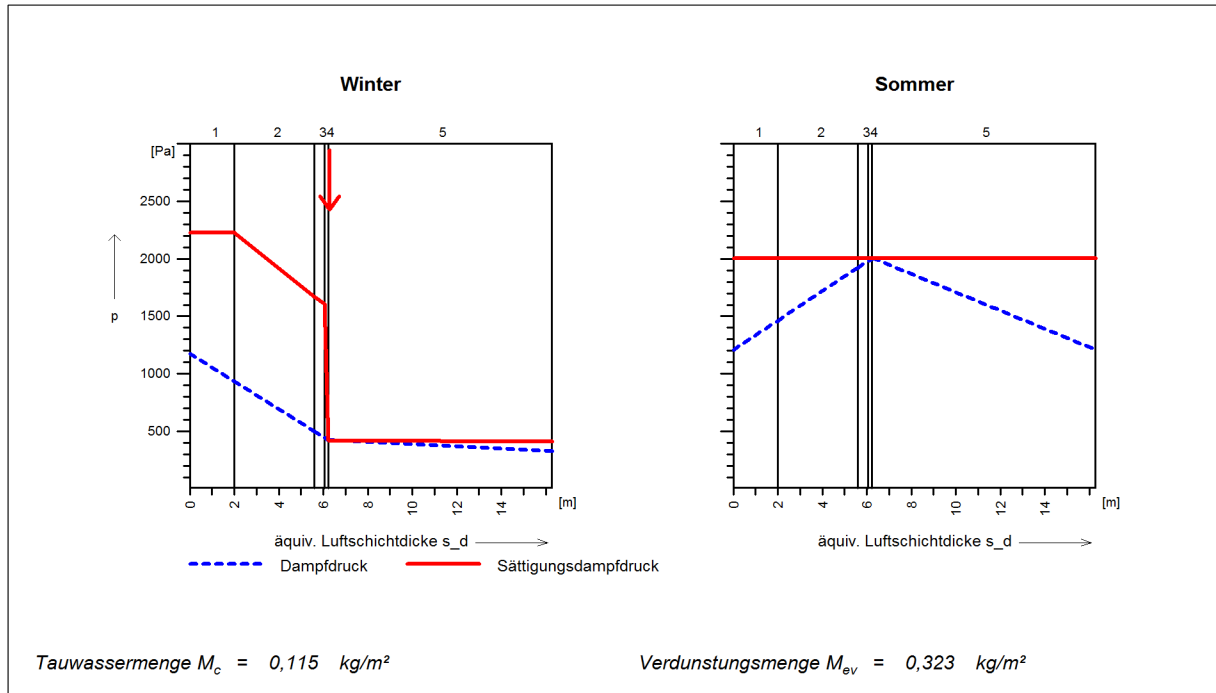 Winter
Sommer
1 2 34 5
1 2 34 5
[Pa]
2500
2000
1500
1000
500
p
0 2 4 6 8 10 12 14 [m]
0 2 4 6 8 10 12 14 [m]
äquiv. Luftschichtdicke s_d
äquiv. Luftschichtdicke s_d
Dampfdruck Sättigungsdampfdruck
Tauwassermenge M_c = 0,115 kg/m²
Verdunstungsmenge M_ev = 0,323 kg/m²